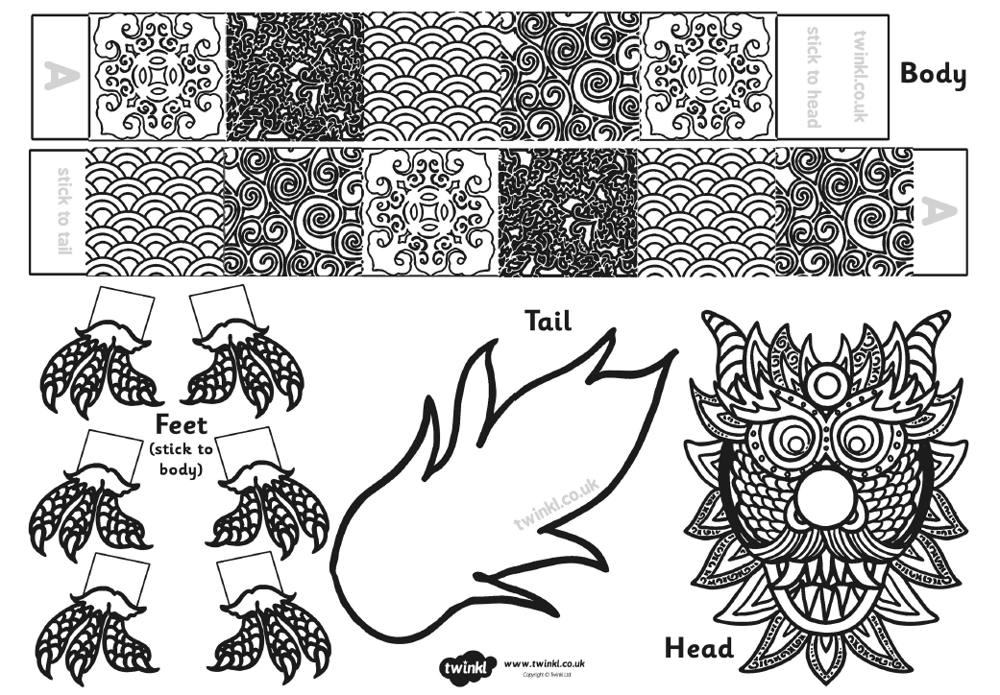 A
stick to head
twinkl.co.uk
Body
stick to tail
A
Tail
Feet
(stick to
body)
twinkl.co.uk
Head
twinkl
www.twinkl.co.uk
Copyright © Twinkl Ltd.